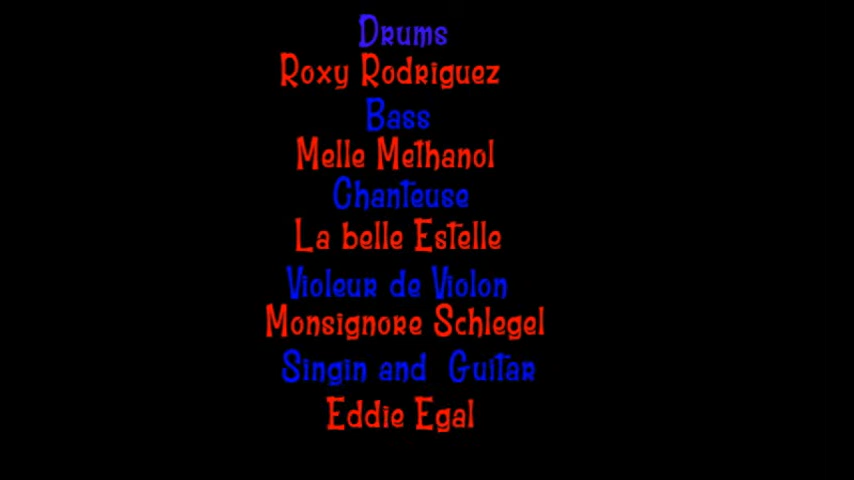 Drums
Roxy Rodriguez
Bass
Melle Methanol
Chanteuse
La belle Estelle
Violeur de Violon
Monsignore Schlegel
Singin and Guitar
Eddie Egal